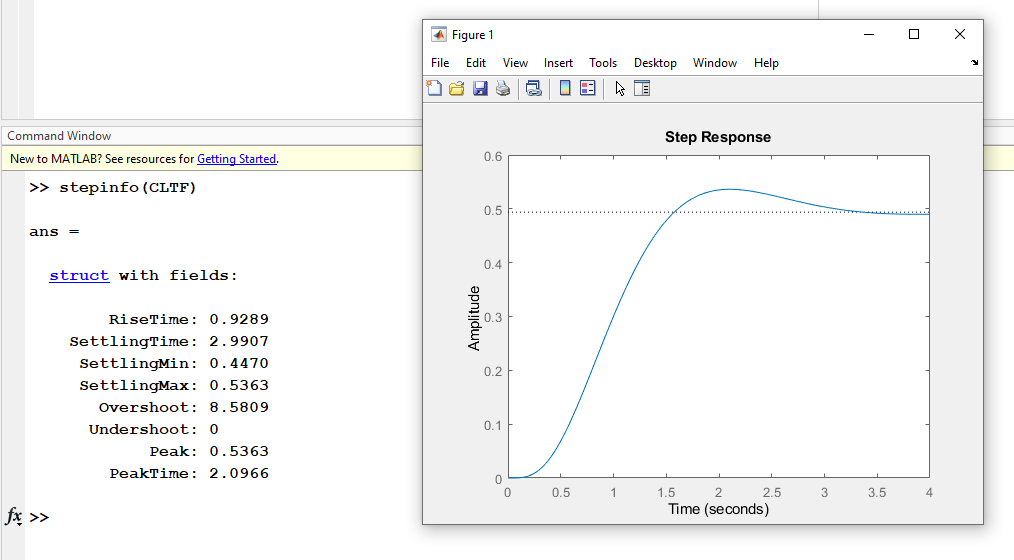 Figure 1
File Edit View Insert Tools Desktop Window Help
Command Window
New to MATLAB? See resources for Getting Started.
>> stepinfo(CLTF)
ans =
struct with fields:
RiseTime: 0.9289
SettlingTime: 2.9907
SettlingMin: 0.4470
SettlingMax: 0.5363
Overshoot: 8.5809
Undershoot: 0
Peak: 0.5363
PeakTime: 2.0966
fx >>
Step Response
0.6
0.5
0.4
0.3
0.2
0.1
0
Amplitude
0 0.5 1 1.5 2 2.5 3 3.5 4
Time (seconds)